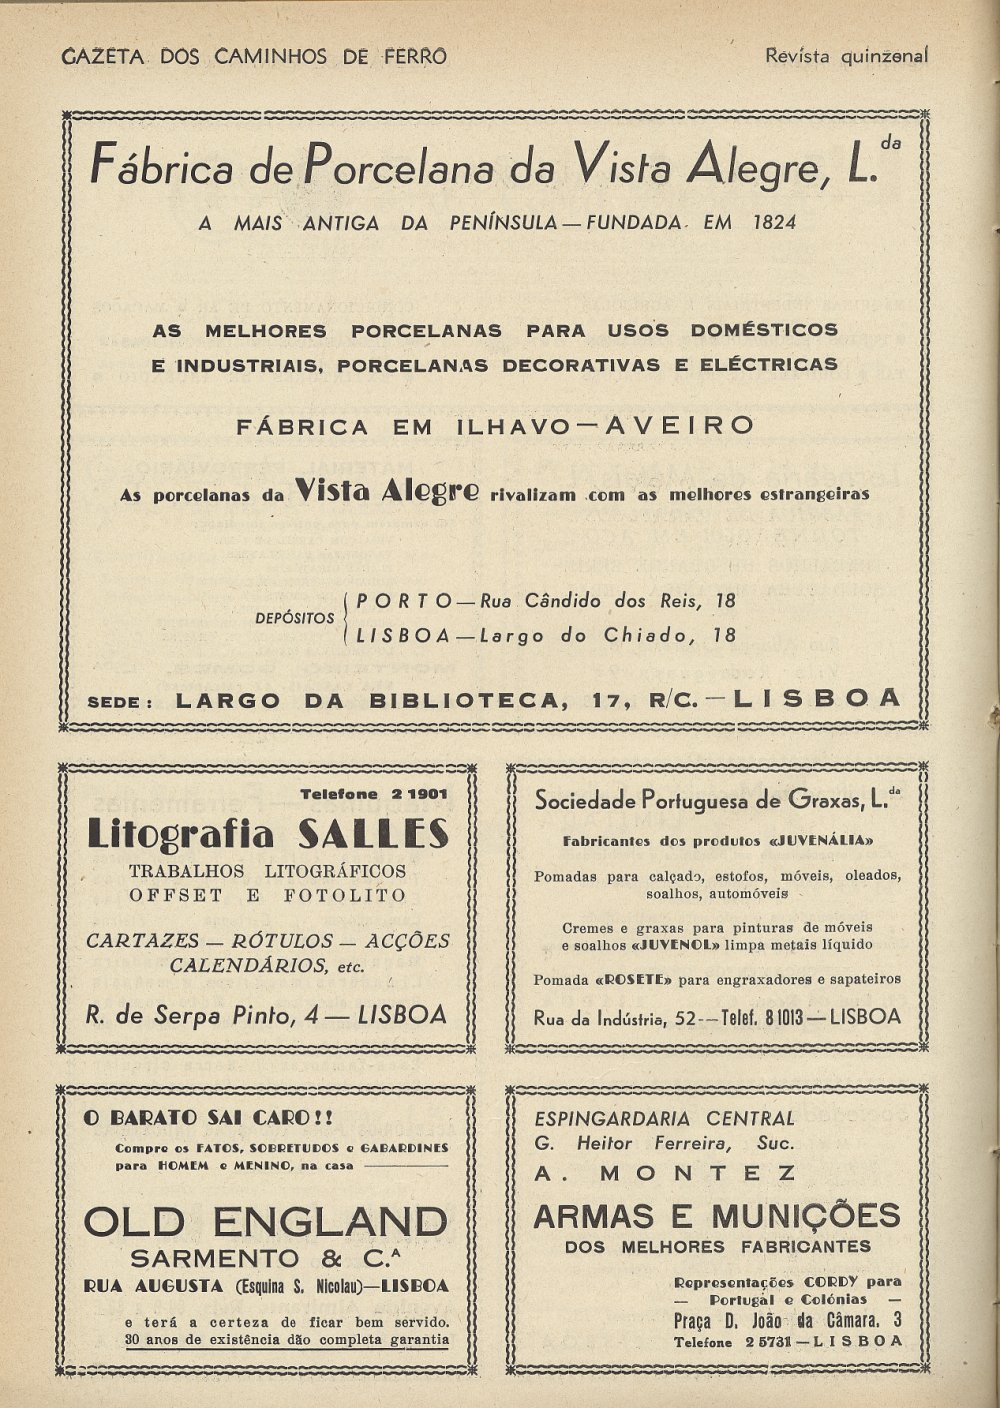 GAZETA DOS CAMINHOS DE FERRO
Revista quinzenal
Fábrica de Porcelana da Vista Alegre, L.da
A MAIS ANTIGA DA PENÍNSULA — FUNDADA EM 1824
AS MELHORES PORCELANAS PARA USOS DOMÉSTICOS
E INDUSTRIAIS, PORCELANAS DECORATIVAS E ELÉCTRICAS
FÁBRICA EM ILHAVO — AVEIRO
As porcelanas da Vista Alegre rivalizam com as melhores estrangeiras
DEPÓSITOS
PORTO — Rua Cândido dos Reis, 18
LISBOA — Largo do Chiado, 18
SEDE: LARGO DA BIBLIOTECA, 17, R/C. — LISBOA
Telefone 2 1901
Litografia SALLES
TRABALHOS LITOGRÁFICOS
OFFSET E FOTOLITO
CARTAZES — RÓTULOS — ACÇÕES
CALENDÁRIOS, etc.
R. de Serpa Pinto, 4 — LISBOA
Sociedade Portuguesa de Graxas, L.da
Fabricantes dos produtos «JUVENÁLIA»
Pomadas para calçado, estofos, móveis, oleados,
soalhos, automóveis
Cremes e graxas para pinturas de móveis
e soalhos «JUVENOL» limpa metais líquido
Pomada «ROSETE» para engraxadores e sapateiros
Rua da Indústria, 52 -- Telef. 81013 — LISBOA
O BARATO SAI CARO!!
Compre os FATOS, SOBRETUDOS e GABARDINES
para HOMEM e MENINO, na casa
OLD ENGLAND
SARMENTO & C.A
RUA AUGUSTA (Esquina S. Nicolau) — LISBOA
e terá a certeza de ficar bem servido.
30 anos de existência dão completa garantia
ESPINGARDARIA CENTRAL
G. Heitor Ferreira, Suc.
A. MONTEZ
ARMAS E MUNIÇÕES
DOS MELHORES FABRICANTES
Representações CORDY para
— Portugal e Colónias —
Praça D. João da Câmara, 3
Telefone 2 5731 — LISBOA